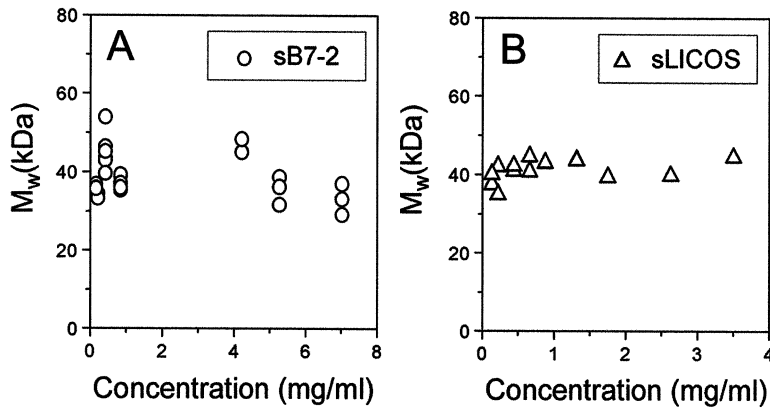 A
sB7-2
80
60
40
20
0
Mw(kDa)
0 2 4 6 8
Concentration (mg/ml)
B
sLICOS
80
60
40
20
0
Mw(kDa)
0 1 2 3 4
Concentration (mg/ml)